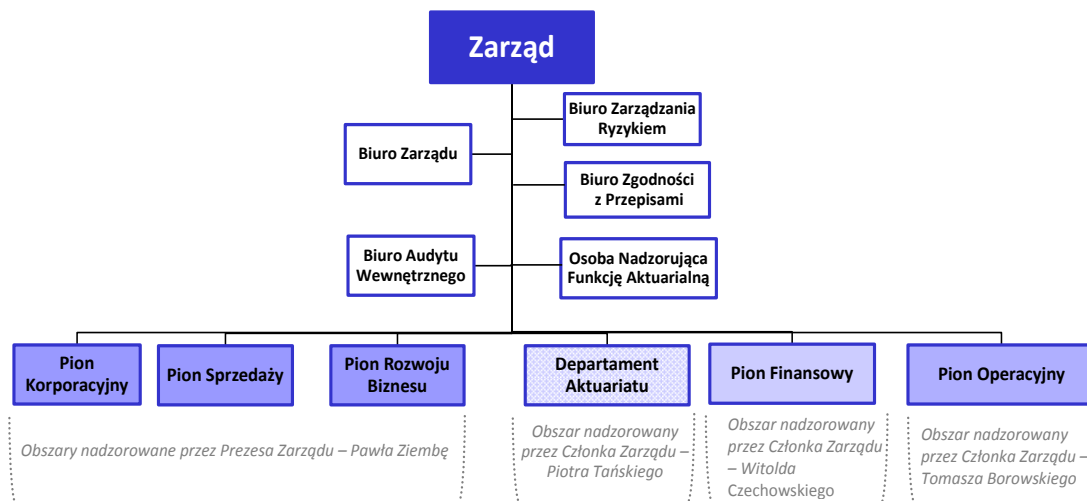 Zarząd
Biuro Zarządzania
Ryzykiem
Biuro Zarządu
Biuro Zgodności
z Przepisami
Biuro Audytu
Wewnętrznego
Osoba Nadzorująca
Funkcję Aktuarialną
Pion
Korporacyjny
Pion Sprzedaży
Pion Rozwoju
Biznesu
Departament
Aktuariatu
Pion Finansowy
Pion Operacyjny
Obszary nadzorowane przez Prezesa Zarządu – Pawła Ziembę
Obszar nadzorowany
przez Członka Zarządu –
Piotra Tańskiego
Obszar nadzorowany
przez Członka Zarządu
– Witolda
Czechowskiego
Obszar nadzorowany
przez Członka Zarządu –
Tomasza Borowskiego